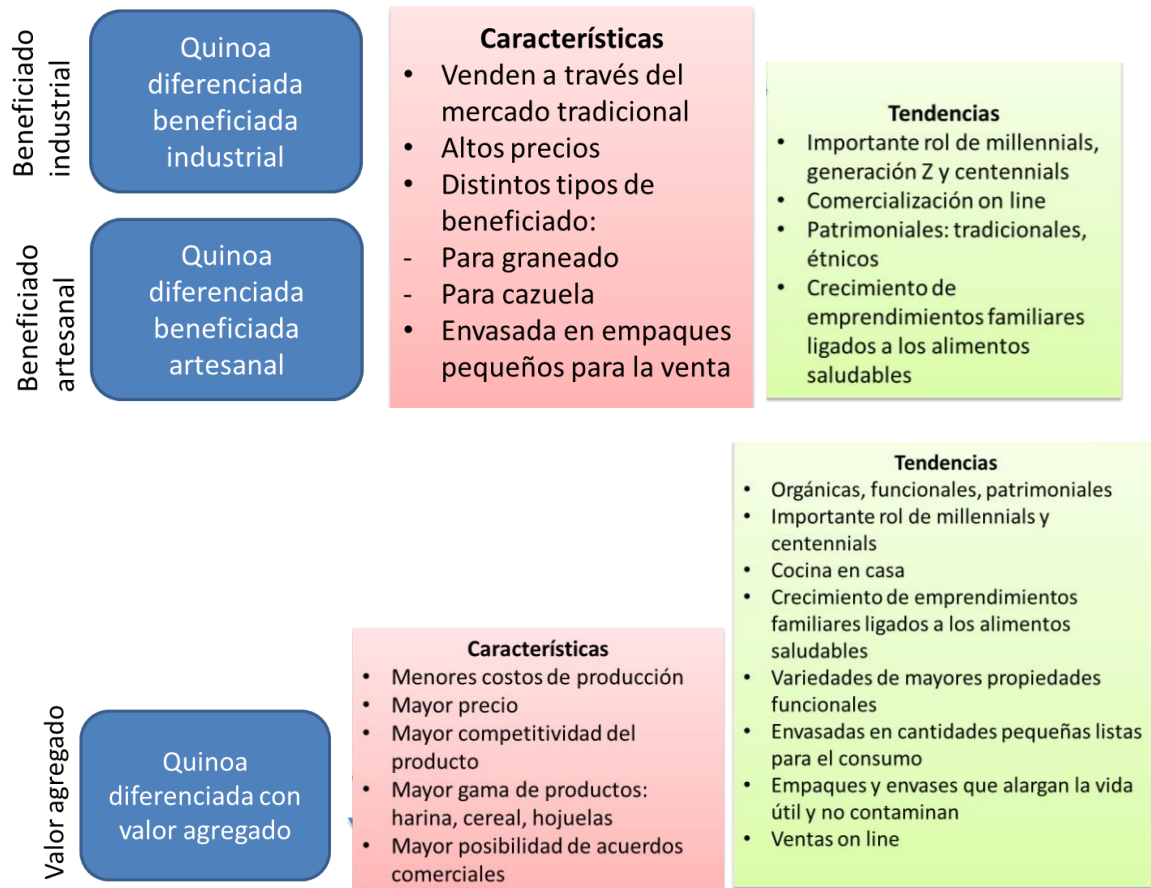 Beneficiado
industrial
Quinoa
diferenciada
beneficiada
industrial
Beneficiado
artesanal
Quinoa
diferenciada
beneficiada
artesanal
Características
• Venden a través del
mercado tradicional
• Altos precios
• Distintos tipos de
beneficiado:
- Para graneado
- Para cazuela
• Envasada en empaques
pequeños para la venta
Tendencias
• Importante rol de millennials,
generación Z y centennials
• Comercialización on line
• Patrimoniales: tradicionales,
étnicos
• Crecimiento de
emprendimientos familiares
ligados a los alimentos
saludables
Valor agregado
Quinoa
diferenciada con
valor agregado
Características
• Menores costos de producción
• Mayor precio
• Mayor competitividad del
producto
• Mayor gama de productos:
harina, cereal, hojuelas
• Mayor posibilidad de acuerdos
comerciales
Tendencias
• Orgánicas, funcionales, patrimoniales
• Importante rol de millennials y
centennials
• Cocina en casa
• Crecimiento de emprendimientos
familiares ligados a los alimentos
saludables
• Variedades de mayores propiedades
funcionales
• Envasadas en cantidades pequeñas listas
para el consumo
• Empaques y envases que alargan la vida
útil y no contaminan
• Ventas on line